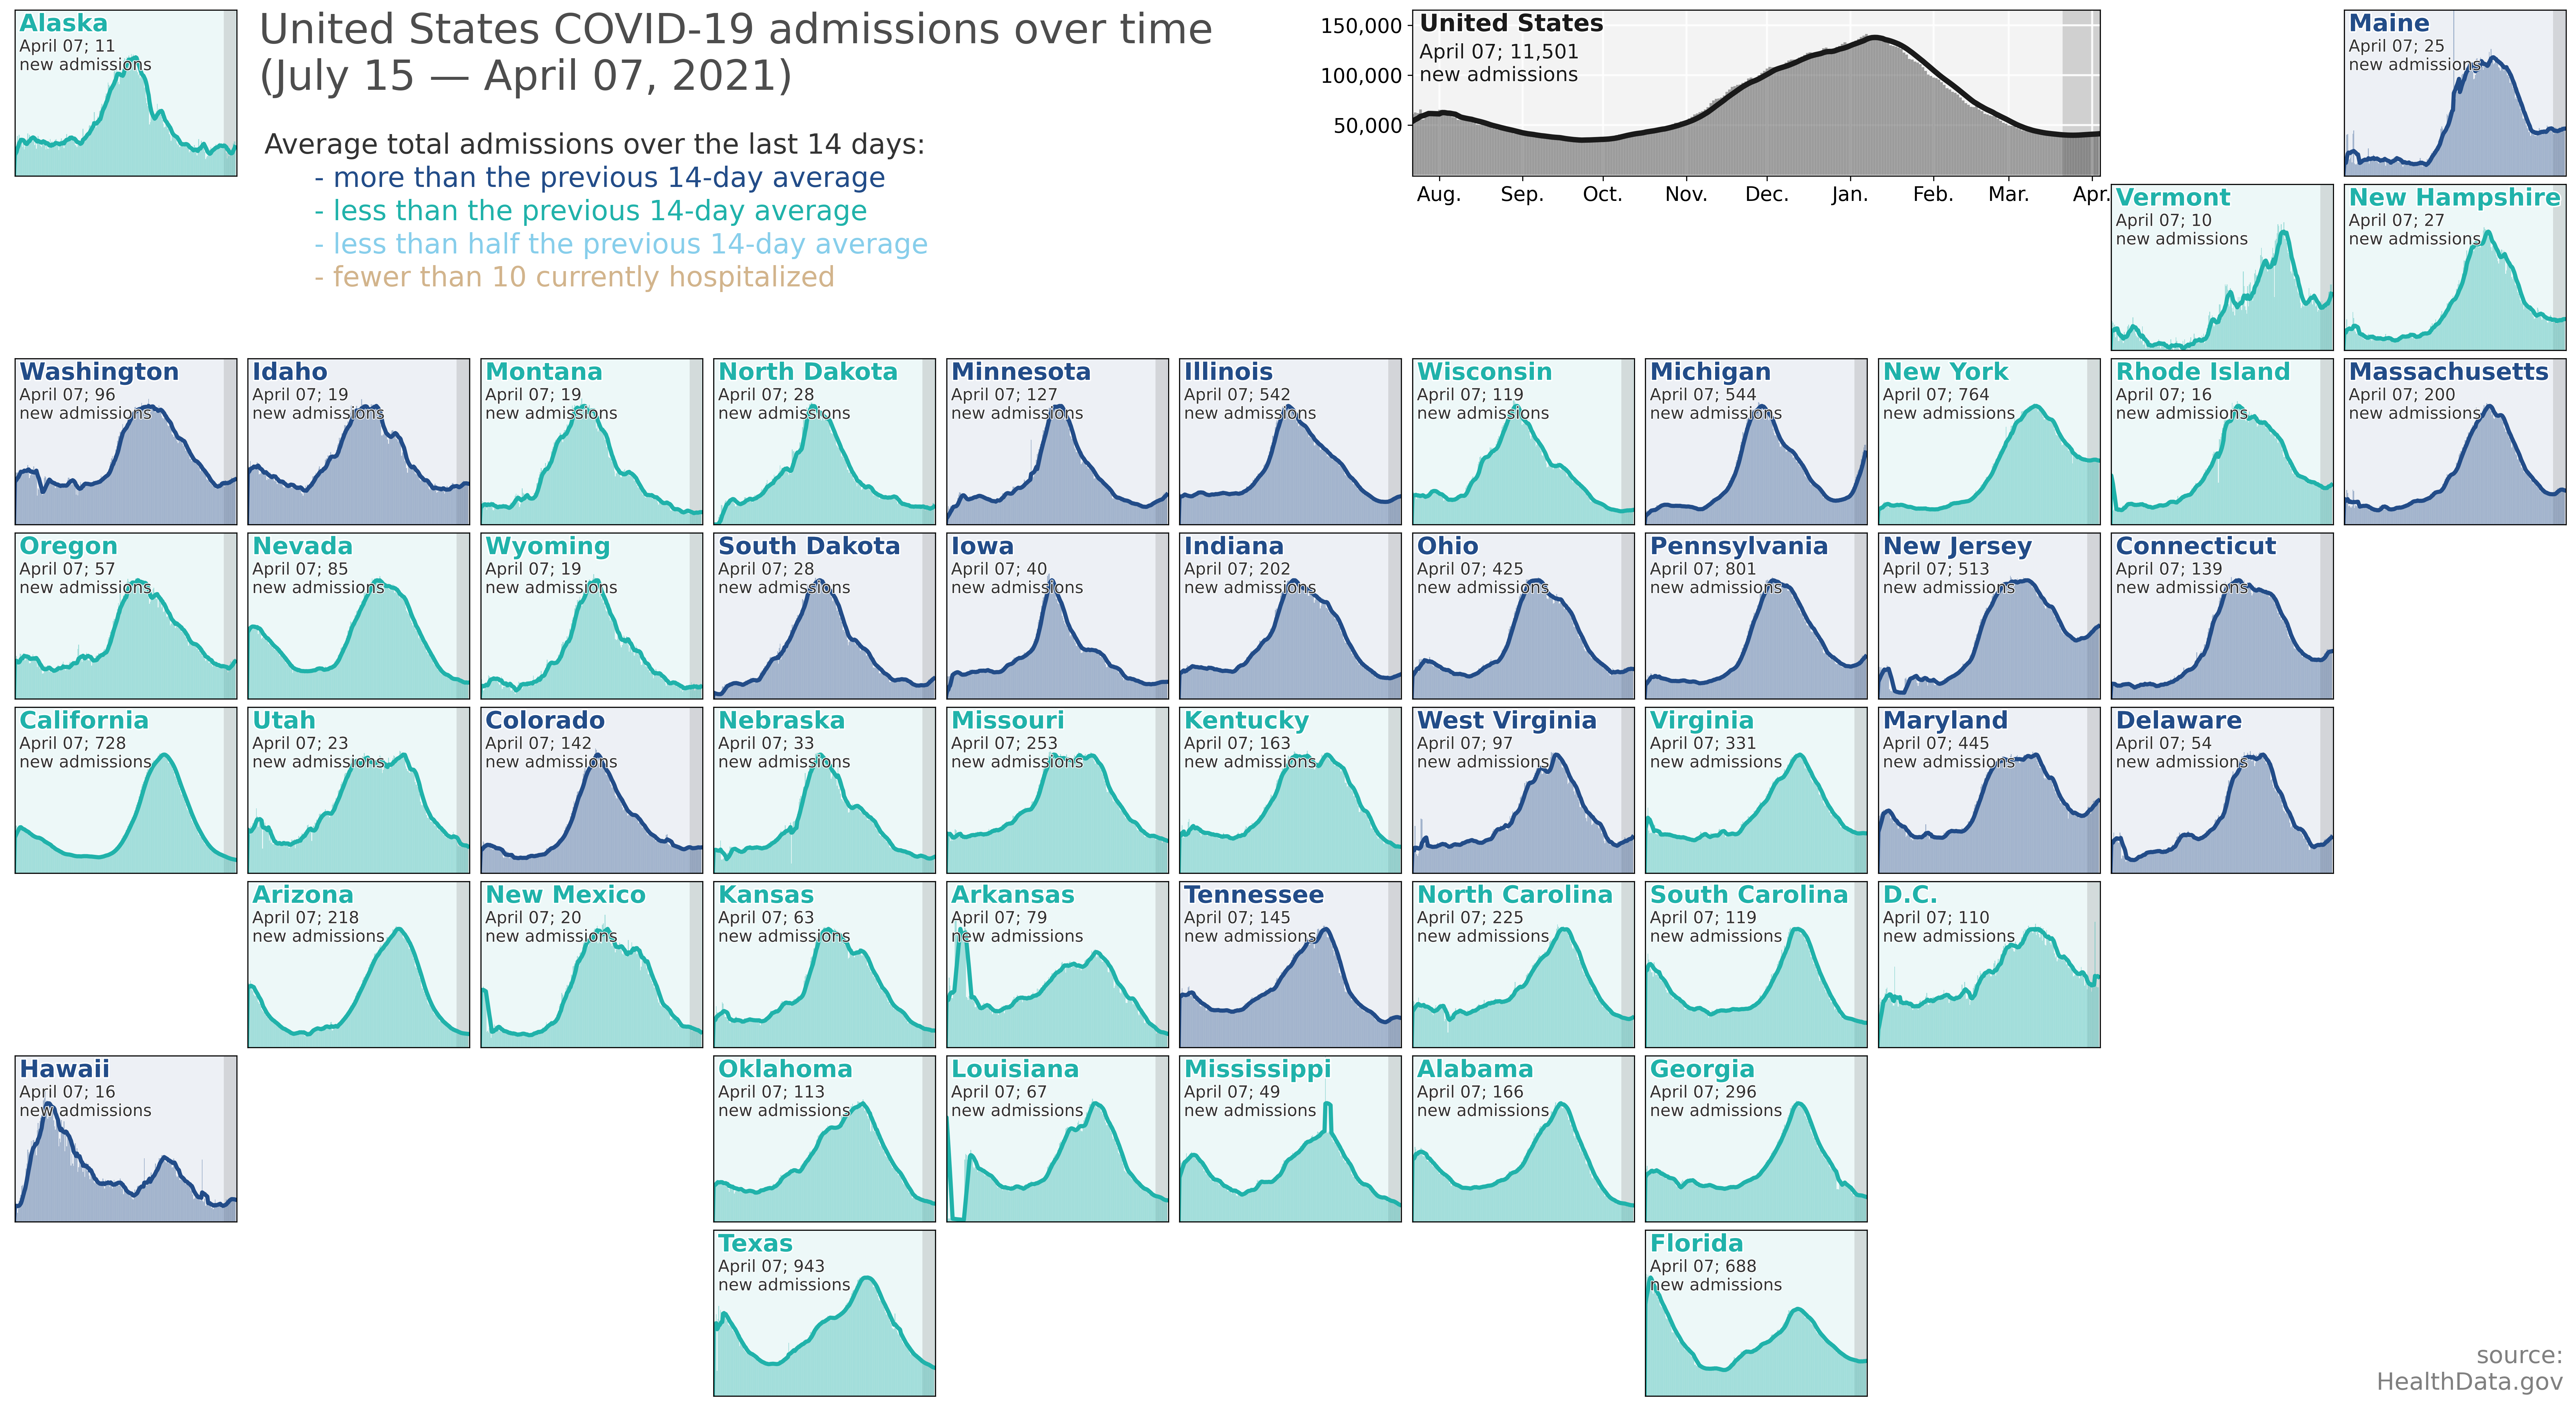 Alaska
April 07; 11
new admissions
United States COVID-19 admissions over time
(July 15 — April 07, 2021)
Average total admissions over the last 14 days:
- more than the previous 14-day average
- less than the previous 14-day average
- less than half the previous 14-day average
- fewer than 10 currently hospitalized
150,000
100,000
50,000
United States
April 07; 11,501
new admissions
Aug. Sep. Oct. Nov. Dec. Jan. Feb. Mar. Apr.
Maine
April 07; 25
new admissions
Vermont
April 07; 10
new admissions
New Hampshire
April 07; 27
new admissions
Washington
April 07; 96
new admissions
Idaho
April 07; 19
new admissions
Montana
April 07; 19
new admissions
North Dakota
April 07; 28
new admissions
Minnesota
April 07; 127
new admissions
Illinois
April 07; 542
new admissions
Wisconsin
April 07; 119
new admissions
Michigan
April 07; 544
new admissions
New York
April 07; 764
new admissions
Rhode Island
April 07; 16
new admissions
Massachusetts
April 07; 200
new admissions
Oregon
April 07; 57
new admissions
Nevada
April 07; 85
new admissions
Wyoming
April 07; 19
new admissions
South Dakota
April 07; 28
new admissions
Iowa
April 07; 40
new admissions
Indiana
April 07; 202
new admissions
Ohio
April 07; 425
new admissions
Pennsylvania
April 07; 801
new admissions
New Jersey
April 07; 513
new admissions
Connecticut
April 07; 139
new admissions
California
April 07; 728
new admissions
Utah
April 07; 23
new admissions
Colorado
April 07; 142
new admissions
Nebraska
April 07; 33
new admissions
Missouri
April 07; 253
new admissions
Kentucky
April 07; 163
new admissions
West Virginia
April 07; 97
new admissions
Virginia
April 07; 331
new admissions
Maryland
April 07; 445
new admissions
Delaware
April 07; 54
new admissions
Arizona
April 07; 218
new admissions
New Mexico
April 07; 20
new admissions
Kansas
April 07; 63
new admissions
Arkansas
April 07; 79
new admissions
Tennessee
April 07; 145
new admissions
North Carolina
April 07; 225
new admissions
South Carolina
April 07; 119
new admissions
D.C.
April 07; 110
new admissions
Hawaii
April 07; 16
new admissions
Oklahoma
April 07; 113
new admissions
Louisiana
April 07; 67
new admissions
Mississippi
April 07; 49
new admissions
Alabama
April 07; 166
new admissions
Georgia
April 07; 296
new admissions
Texas
April 07; 943
new admissions
Florida
April 07; 688
new admissions
source:
HealthData.gov